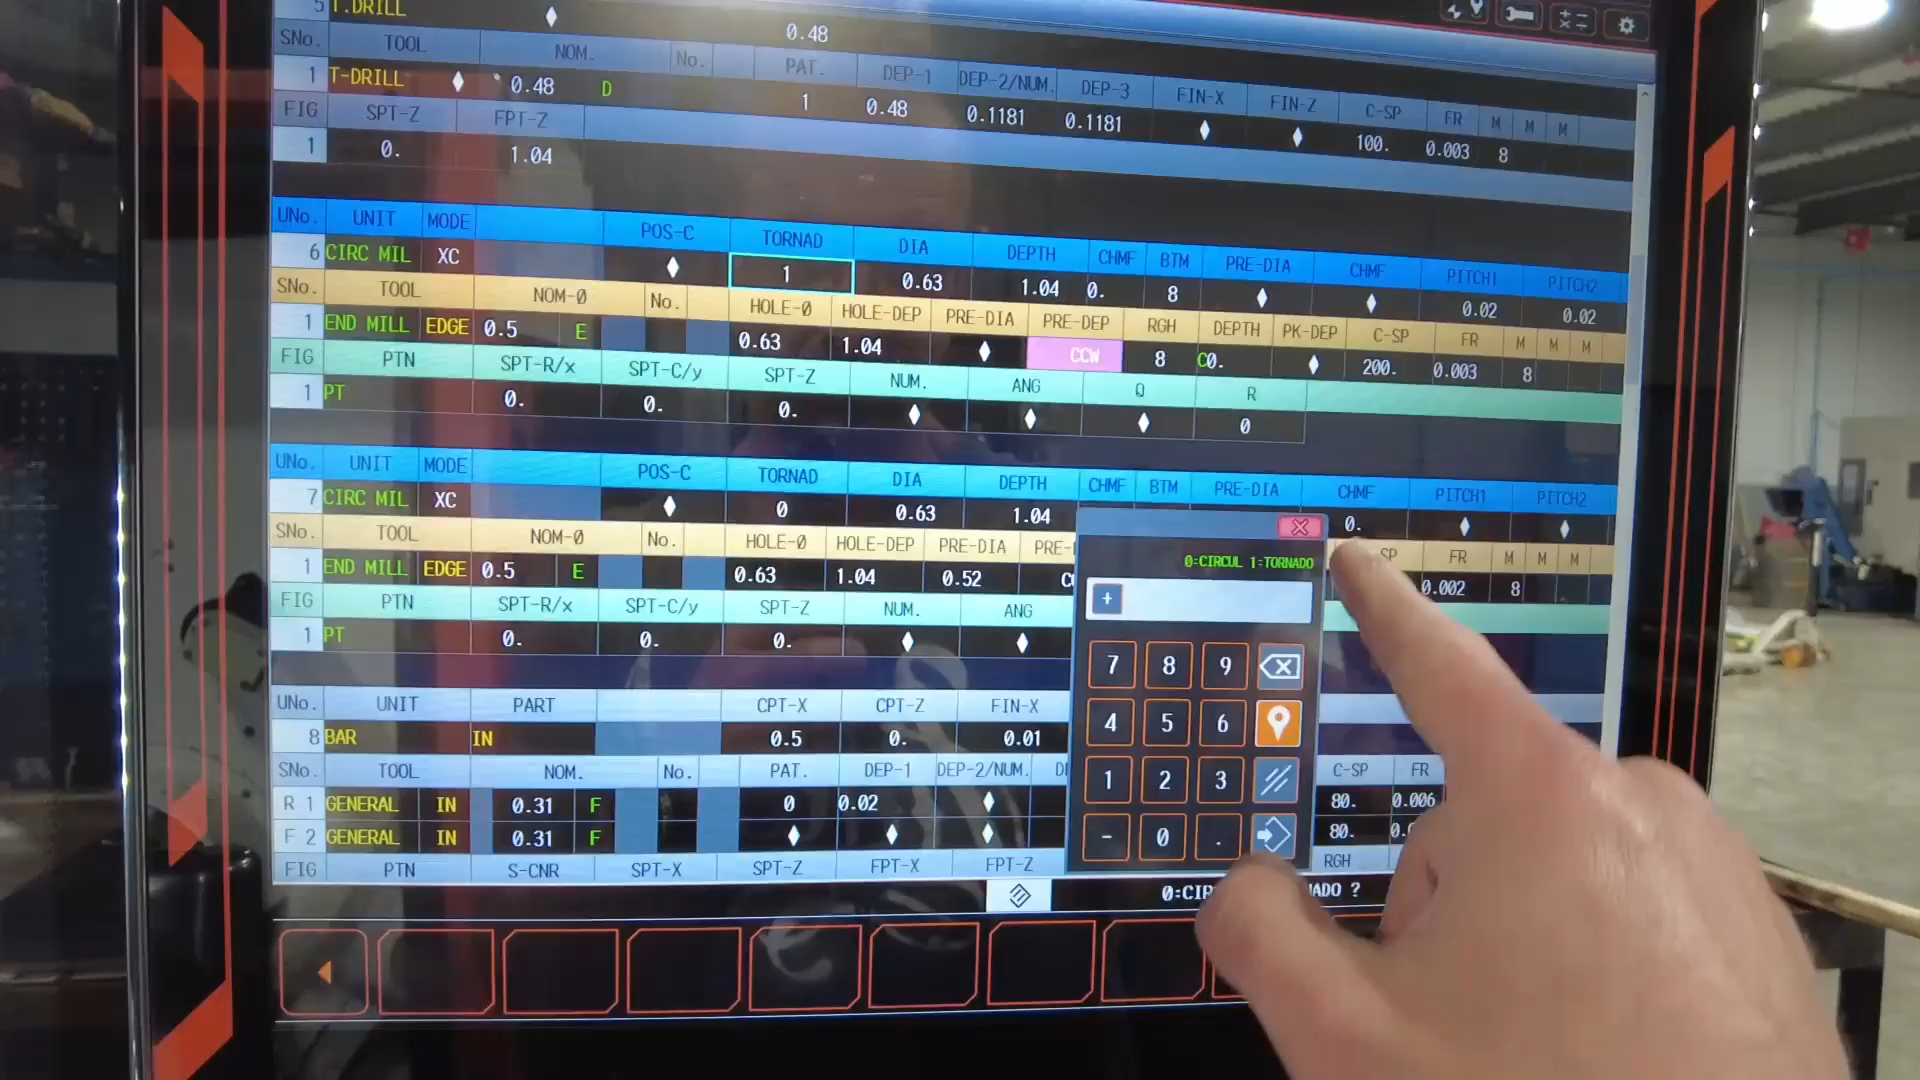 5 T.DRILL ♦ 0.48
SNo. TOOL NOM. No. PAT. DEP-1 DEP-2/NUM. DEP-3 FIN-X FIN-Z C-SP FR M M M
1 T-DRILL ♦ 0.48 D 1 0.48 0.1181 0.1181 ♦ ♦ 100. 0.003 8
FIG SPT-Z FPT-Z
1 0. 1.04
UNo. UNIT MODE POS-C TORNAD DIA DEPTH CHMF BTM PRE-DIA CHMF PITCH1 PITCH2
6 CIRC MIL XC ♦ 1 0.63 1.04 0. 8 ♦ ♦ 0.02 0.02
SNo. TOOL NOM-Ø No. HOLE-Ø HOLE-DEP PRE-DIA PRE-DEP RGH DEPTH PK-DEP C-SP FR M M M
1 END MILL EDGE 0.5 E 0.63 1.04 ♦ CCW 8 C0. ♦ 200. 0.003 8
FIG PTN SPT-R/x SPT-C/y SPT-Z NUM. ANG Q R
1 PT 0. 0. 0. ♦ ♦ ♦ 0
UNo. UNIT MODE POS-C TORNAD DIA DEPTH CHMF BTM PRE-DIA CHMF PITCH1 PITCH2
7 CIRC MIL XC ♦ 0 0.63 1.04 0. ♦ ♦
SNo. TOOL NOM-Ø No. HOLE-Ø HOLE-DEP PRE-DIA PRE- SP FR M M M
1 END MILL EDGE 0.5 E 0.63 1.04 0.52 0.002 8
FIG PTN SPT-R/x SPT-C/y SPT-Z NUM. ANG
1 PT 0. 0. 0. ♦ ♦
UNo. UNIT PART CPT-X CPT-Z FIN-X
8 BAR IN 0.5 0. 0.01
SNo. TOOL NOM. No. PAT. DEP-1 DEP-2/NUM. C-SP FR
R 1 GENERAL IN 0.31 F 0 0.02 ♦ 80. 0.006
F 2 GENERAL IN 0.31 F ♦ ♦ ♦ 80.
FIG PTN S-CNR SPT-X SPT-Z FPT-X FPT-Z RGH
0:CIRCUL 1:TORNADO
+
7 8 9
4 5 6
1 2 3
- 0 .
0:CIR NADO ?